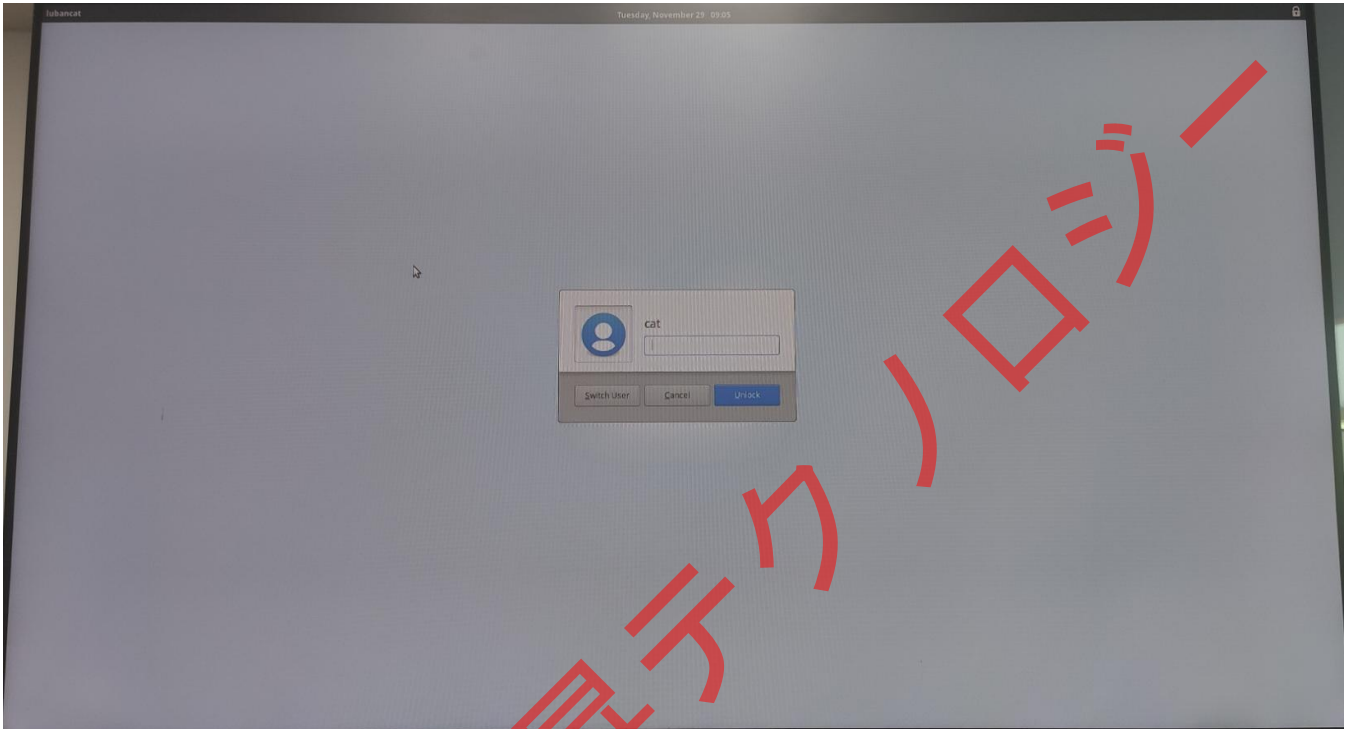 lubancat
Tuesday, November 29 09:05
cat
Switch User
Cancel
Unlock
テクノロジー